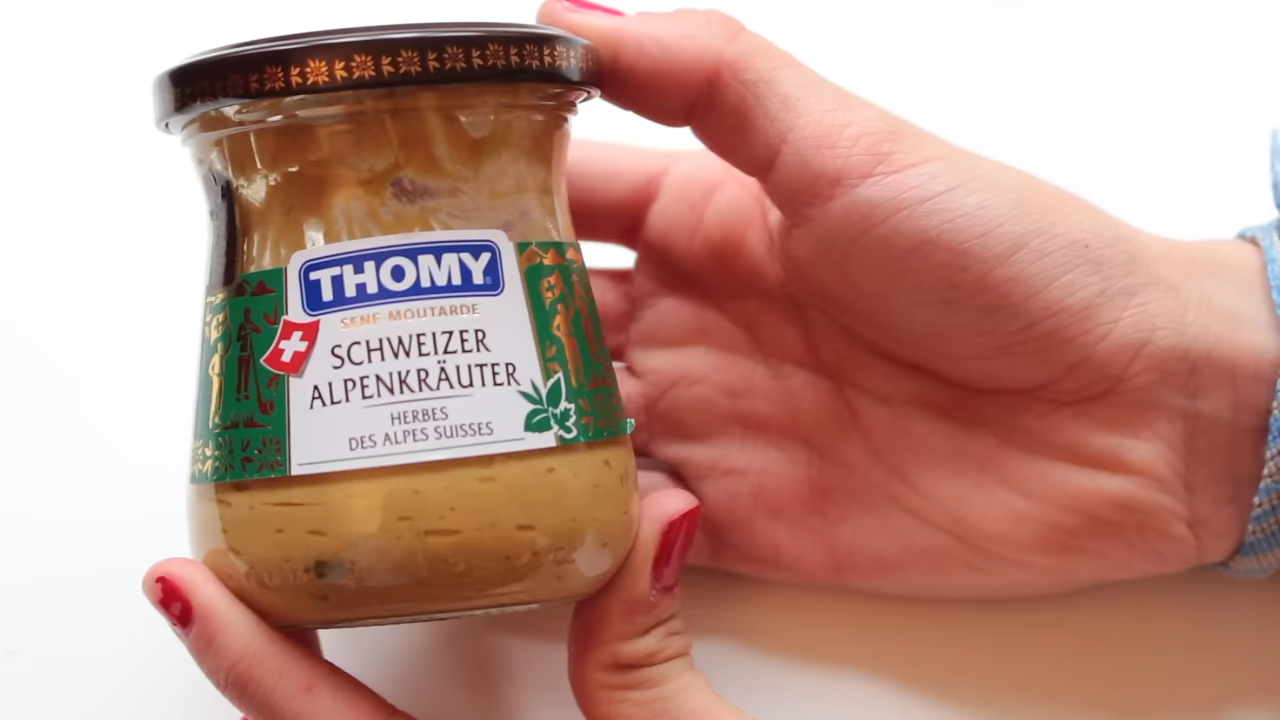 THOMY
SENF-MOUTARDE
SCHWEIZER
ALPENKRÄUTER
HERBES
DES ALPES SUISSES